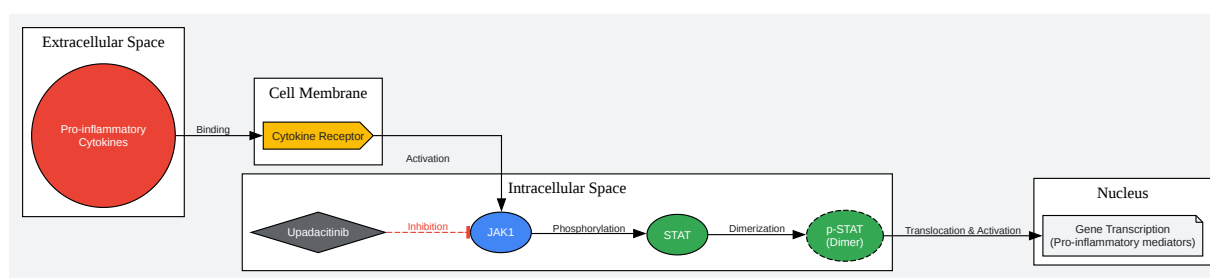 Extracellular Space
Pro-inflammatory
Cytokines
Binding
Cell Membrane
Cytokine Receptor
Activation
Intracellular Space
Upadacitinib
Inhibition
JAK1
Phosphorylation
STAT
Dimerization
p-STAT
(Dimer)
Translocation & Activation
Nucleus
Gene Transcription
(Pro-inflammatory mediators)